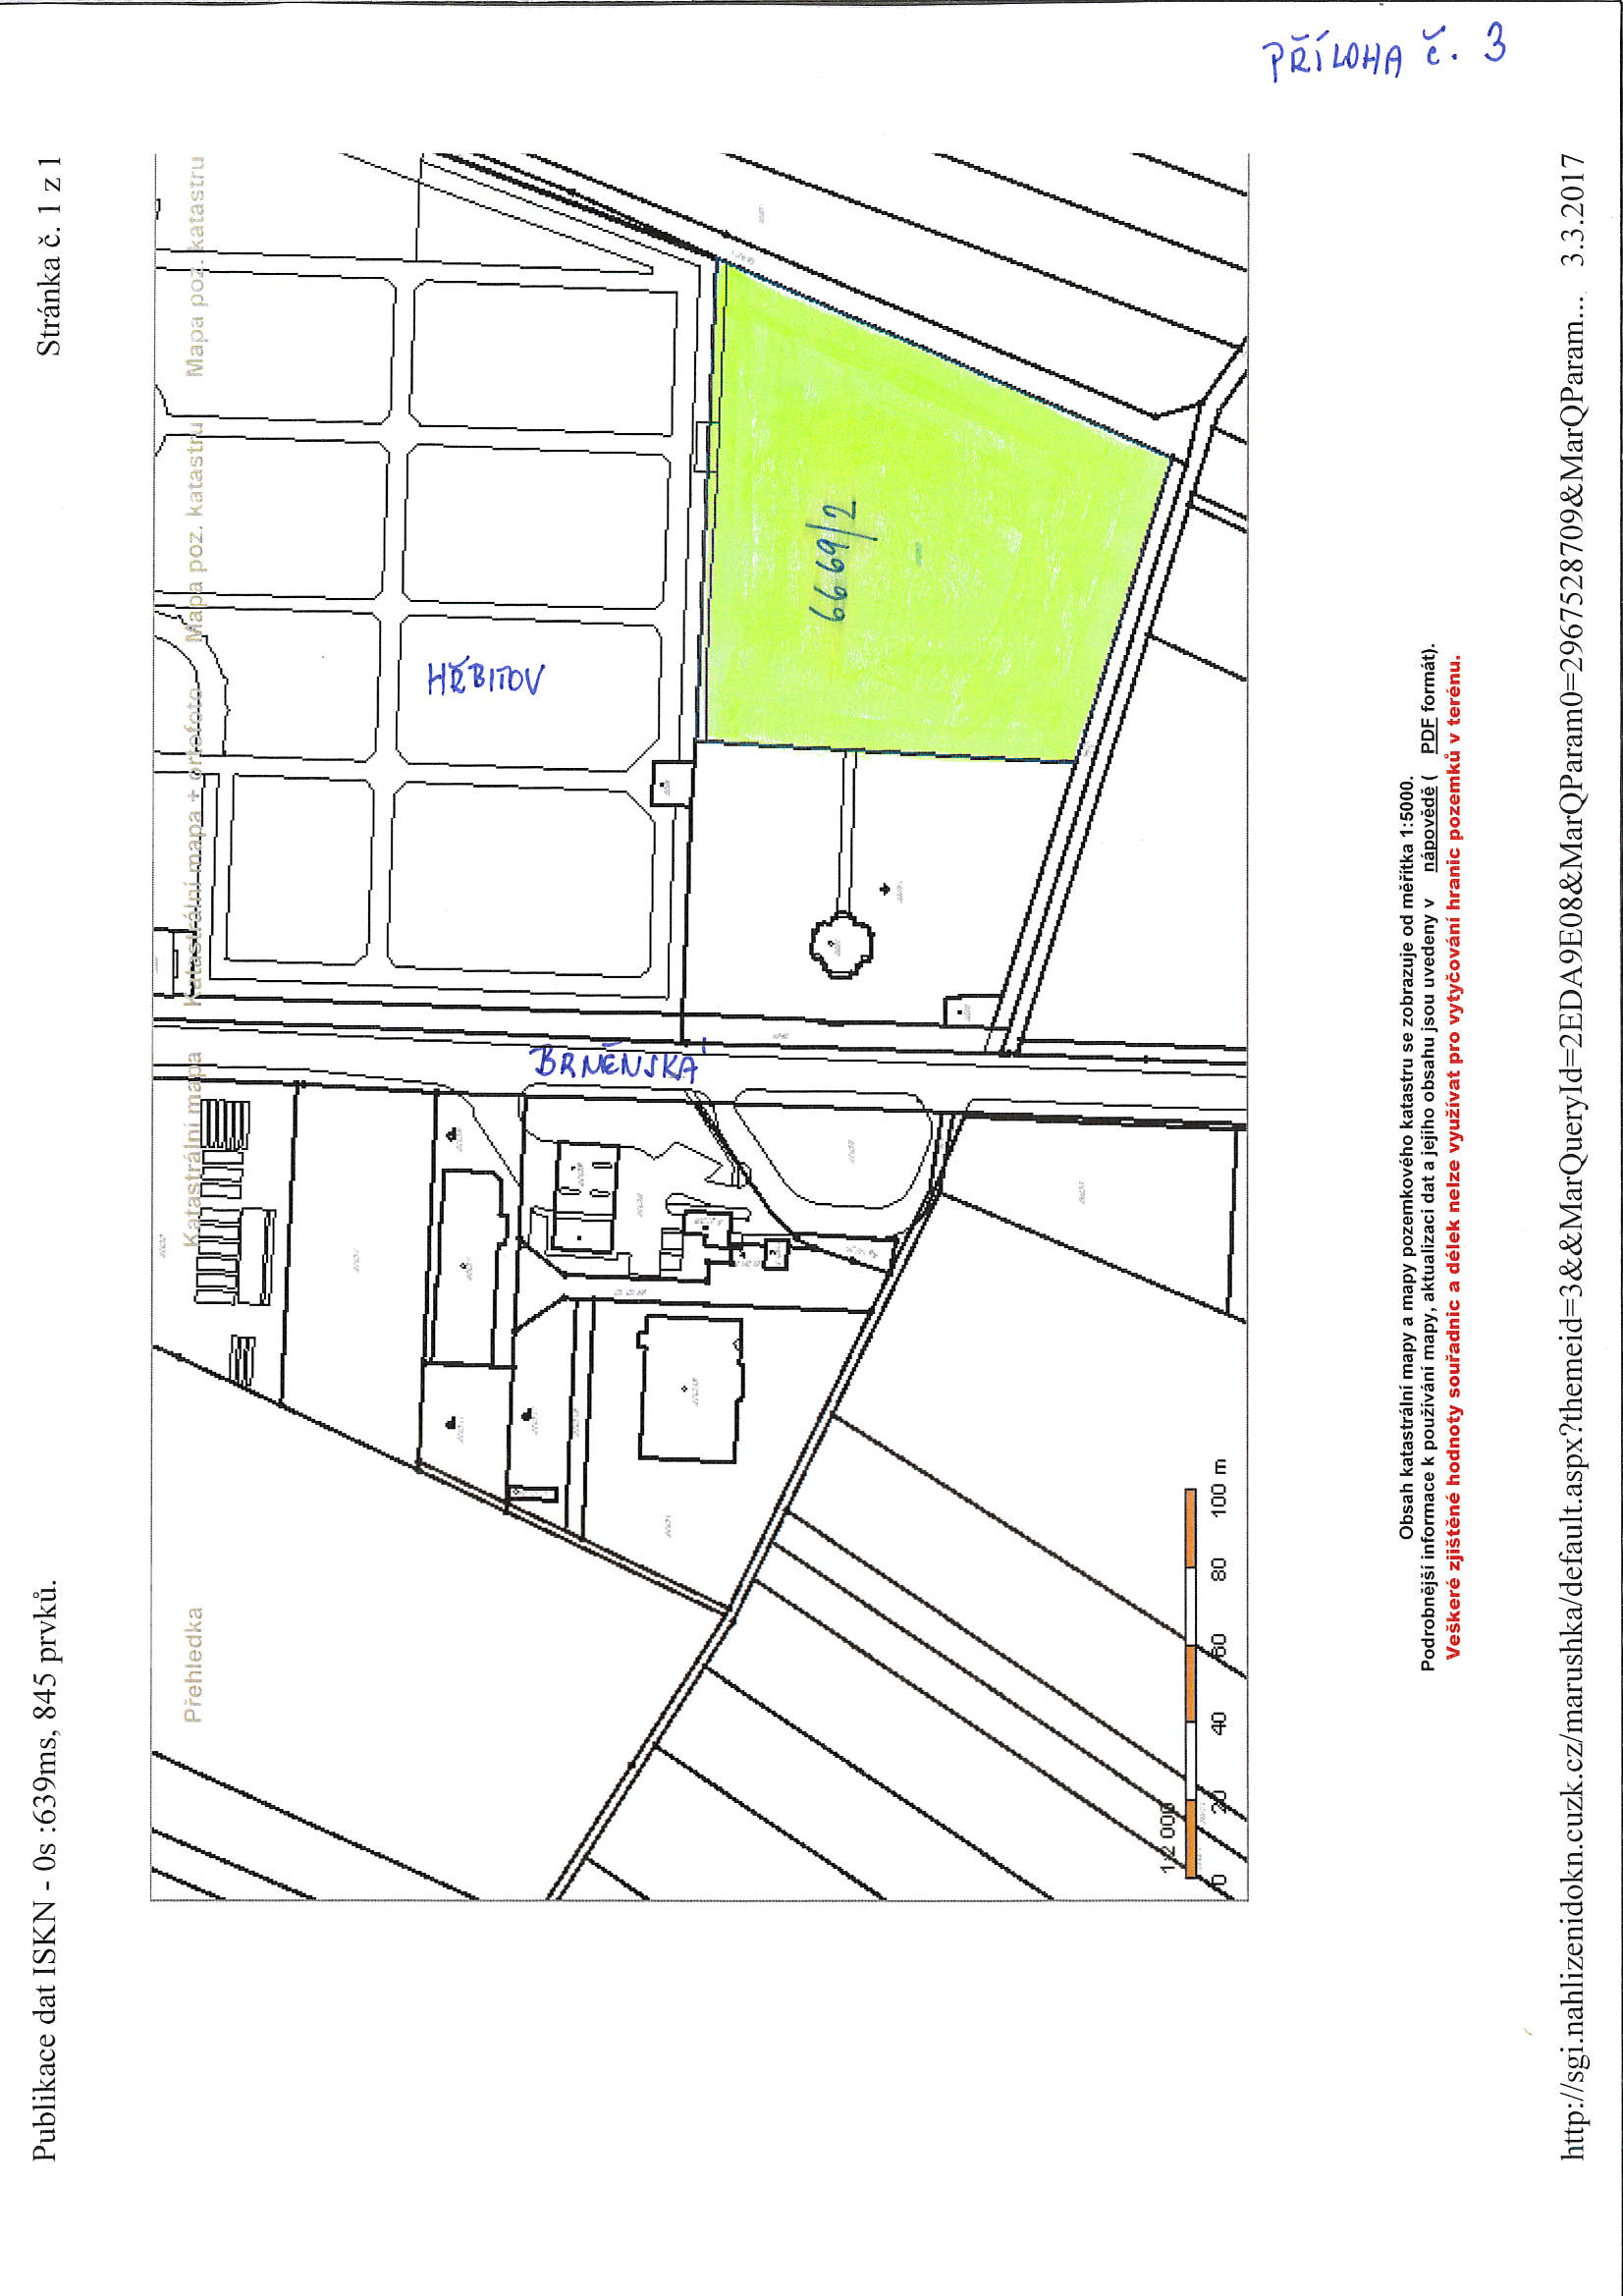 PŘÍLOHA č. 3
Publikace dat ISKN - 0s :639ms, 845 prvků.
Stránka č. 1 z 1
Přehledka
Katastrální mapa
Katastrální mapa + ortofoto
Mapa poz. katastru
Mapa poz. katastru
HŘBITOV
BRNĚNSKÁ
6669/2
1:2 000
0 20 40 60 80 100 m
Obsah katastrální mapy a mapy pozemkového katastru se zobrazuje od měřítka 1:5000.
Podrobnější informace k používání mapy, aktualizaci dat a jejího obsahu jsou uvedeny v nápovědě ( PDF formát).
Veškeré zjištěné hodnoty souřadnic a délek nelze využívat pro vytyčování hranic pozemků v terénu.
http://sgi.nahlizenidokn.cuzk.cz/marushka/default.aspx?themeid=3&&MarQueryId=2EDA9E08&MarQParam0=2967528709&MarQParam... 3.3.2017